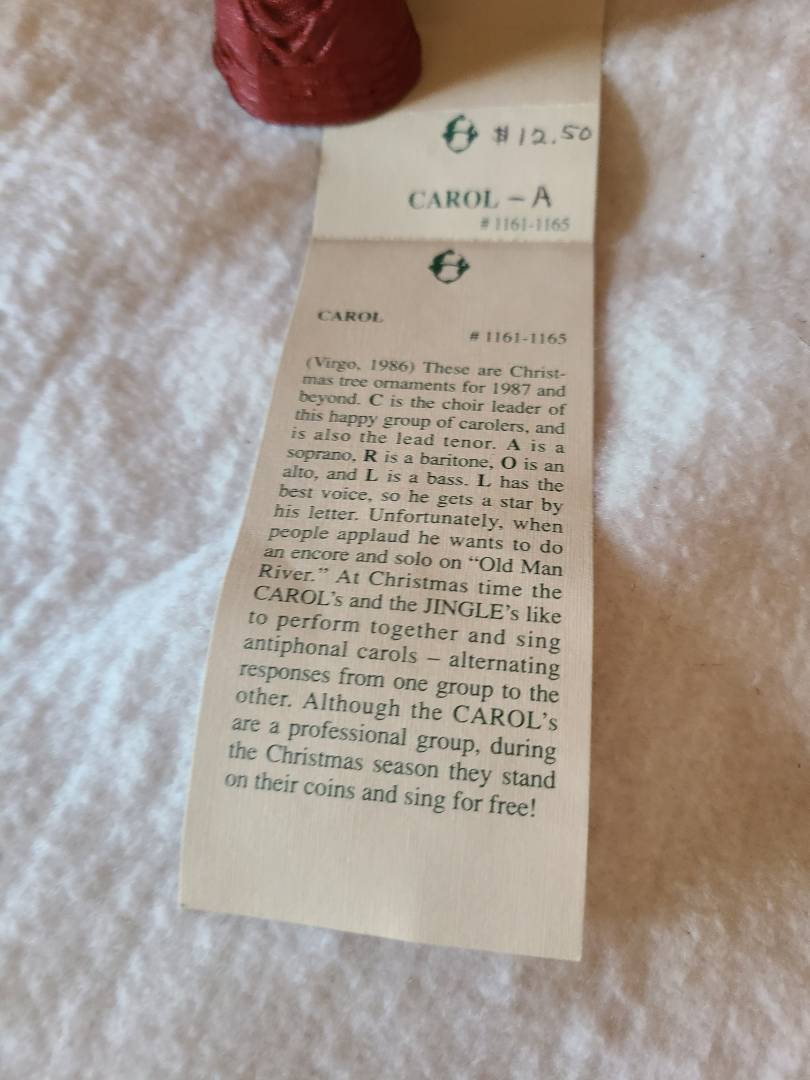 $12.50
CAROL – A
# 1161-1165
CAROL
# 1161-1165
(Virgo, 1986) These are Christ-
mas tree ornaments for 1987 and
beyond. C is the choir leader of
this happy group of carolers, and
is also the lead tenor. A is a
soprano, R is a baritone, O is an
alto, and L is a bass. L has the
best voice, so he gets a star by
his letter. Unfortunately, when
people applaud he wants to do
an encore and solo on “Old Man
River.” At Christmas time the
CAROL’s and the JINGLE’s like
to perform together and sing
antiphonal carols – alternating
responses from one group to the
other. Although the CAROL’s
are a professional group, during
the Christmas season they stand
on their coins and sing for free!